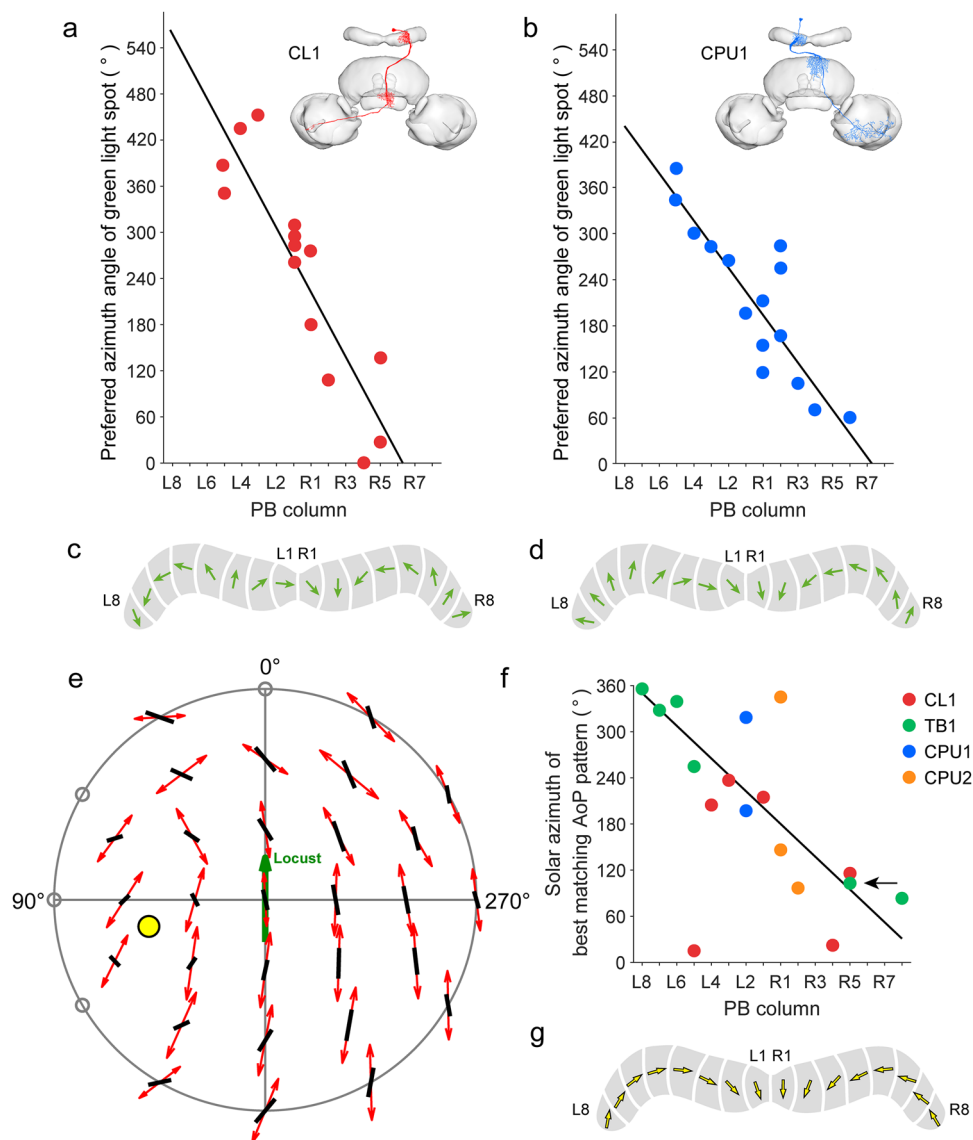 a
CL1
Preferred azimuth angle of green light spot ( ° )
540
480
420
360
300
240
180
120
60
0
L8 L6 L4 L2 R1 R3 R5 R7
PB column
b
CPU1
Preferred azimuth angle of green light spot ( ° )
540
480
420
360
300
240
180
120
60
0
L8 L6 L4 L2 R1 R3 R5 R7
PB column
c
L1 R1
L8
R8
d
L1 R1
L8
R8
e
0°
90°
270°
Locust
f
Solar azimuth of
best matching AoP pattern ( ° )
360
300
240
180
120
60
0
L8 L6 L4 L2 R1 R3 R5 R7
PB column
CL1
TB1
CPU1
CPU2
g
L1 R1
L8
R8